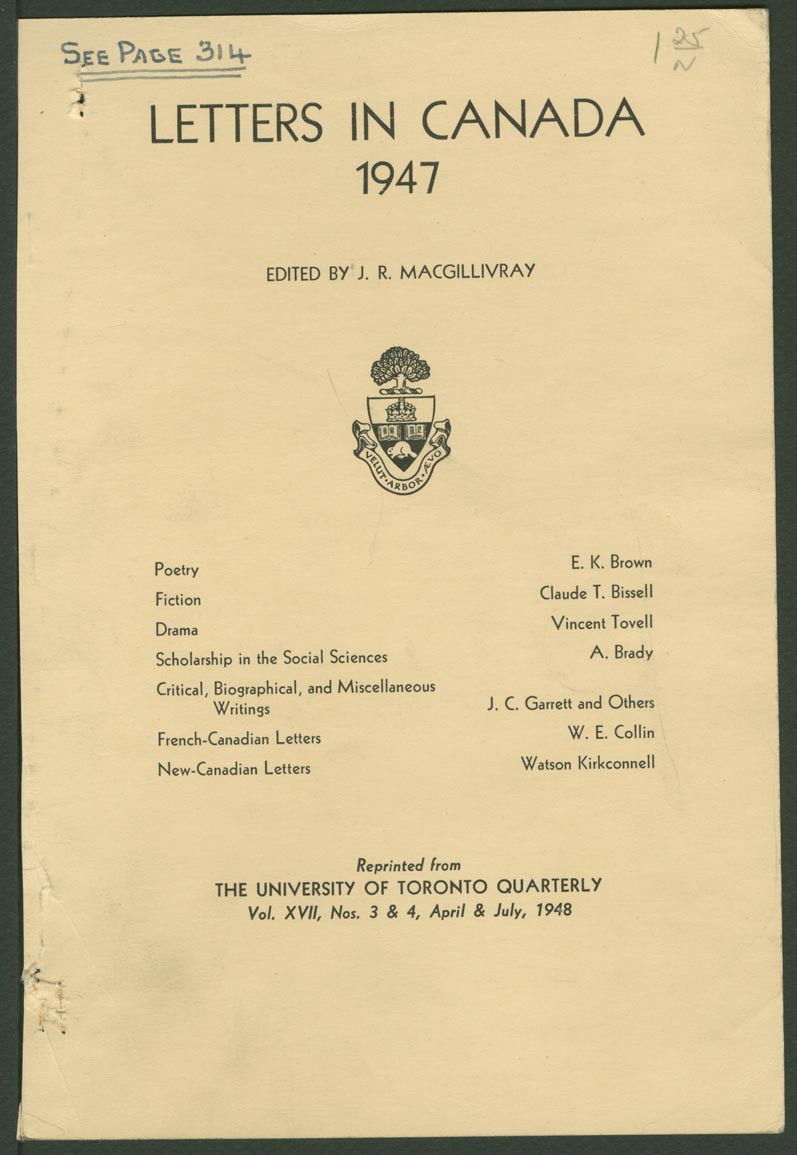 SEE PAGE 314
1 25
N
LETTERS IN CANADA
1947
EDITED BY J. R. MACGILLIVRAY
VELUT·ARBOR·ÆVO
Poetry E. K. Brown
Fiction Claude T. Bissell
Drama Vincent Tovell
Scholarship in the Social Sciences A. Brady
Critical, Biographical, and Miscellaneous
Writings J. C. Garrett and Others
French-Canadian Letters W. E. Collin
New-Canadian Letters Watson Kirkconnell
Reprinted from
THE UNIVERSITY OF TORONTO QUARTERLY
Vol. XVII, Nos. 3 & 4, April & July, 1948